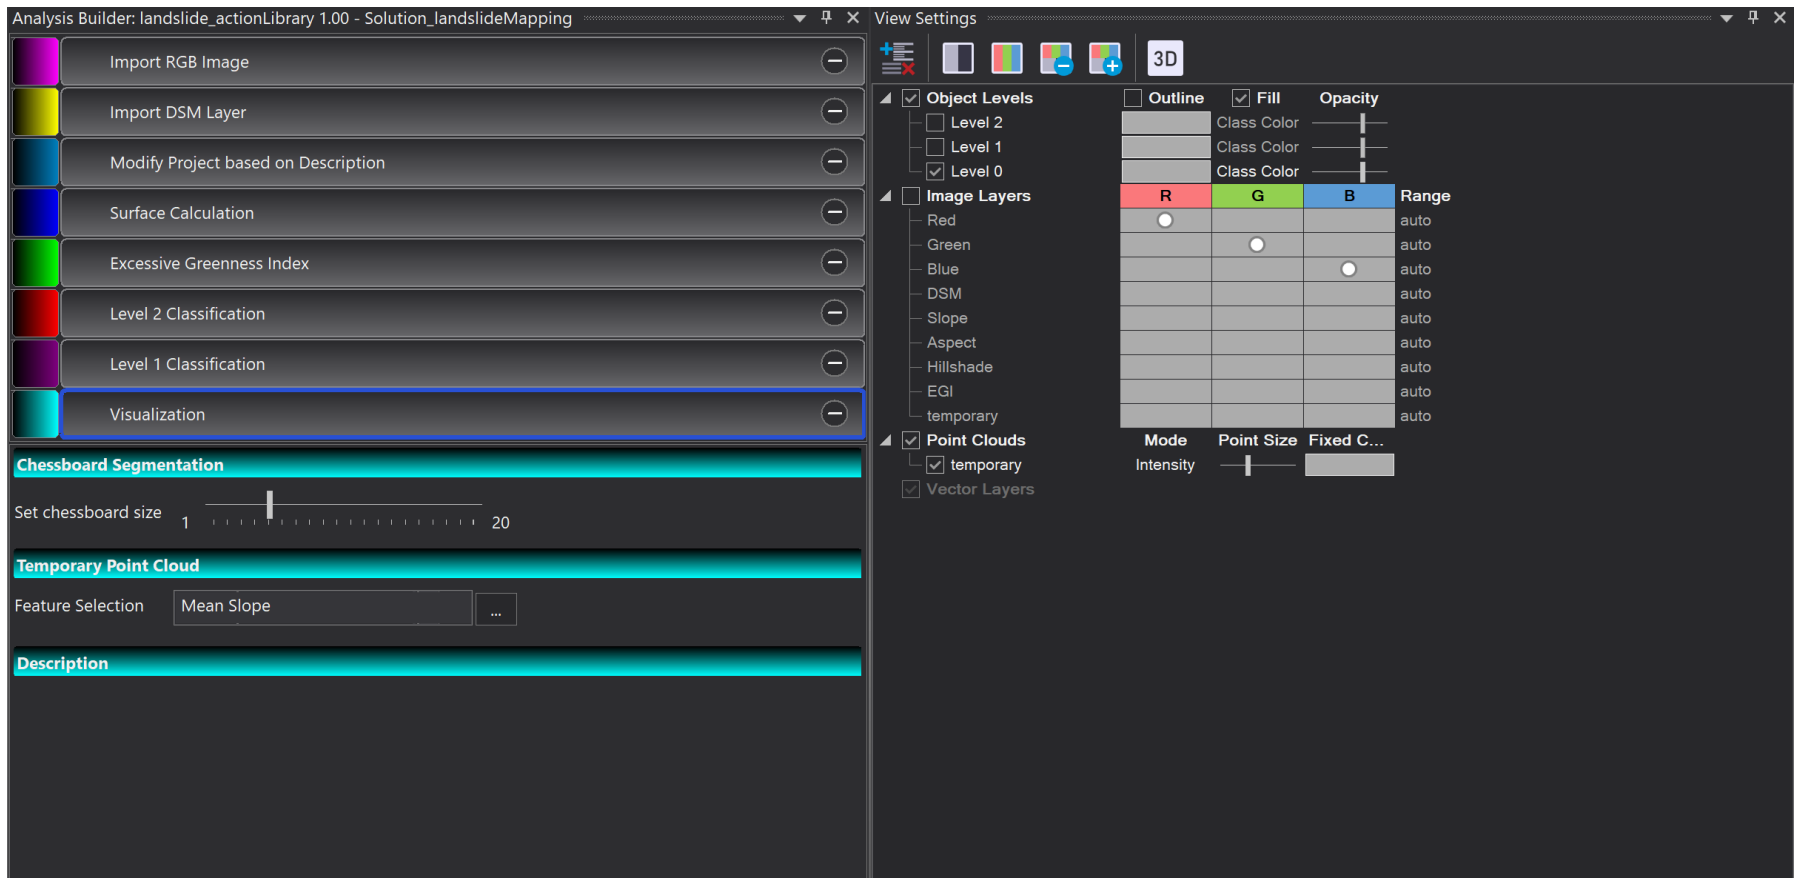 Analysis Builder: landslide_actionLibrary 1.00 - Solution_landslideMapping
Import RGB Image
Import DSM Layer
Modify Project based on Description
Surface Calculation
Excessive Greenness Index
Level 2 Classification
Level 1 Classification
Visualization
Chessboard Segmentation
Set chessboard size 1 20
Temporary Point Cloud
Feature Selection Mean Slope ...
Description
View Settings
3D
Object Levels Outline Fill Opacity
Level 2 Class Color
Level 1 Class Color
Level 0 Class Color
Image Layers R G B Range
Red auto
Green auto
Blue auto
DSM auto
Slope auto
Aspect auto
Hillshade auto
EGI auto
temporary auto
Point Clouds Mode Point Size Fixed C...
temporary Intensity
Vector Layers